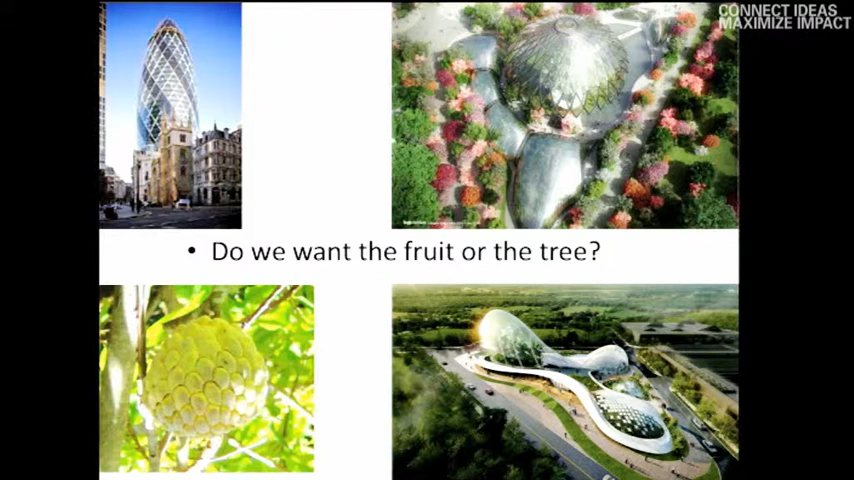 CONNECT IDEAS
MAXIMIZE IMPACT
• Do we want the fruit or the tree?